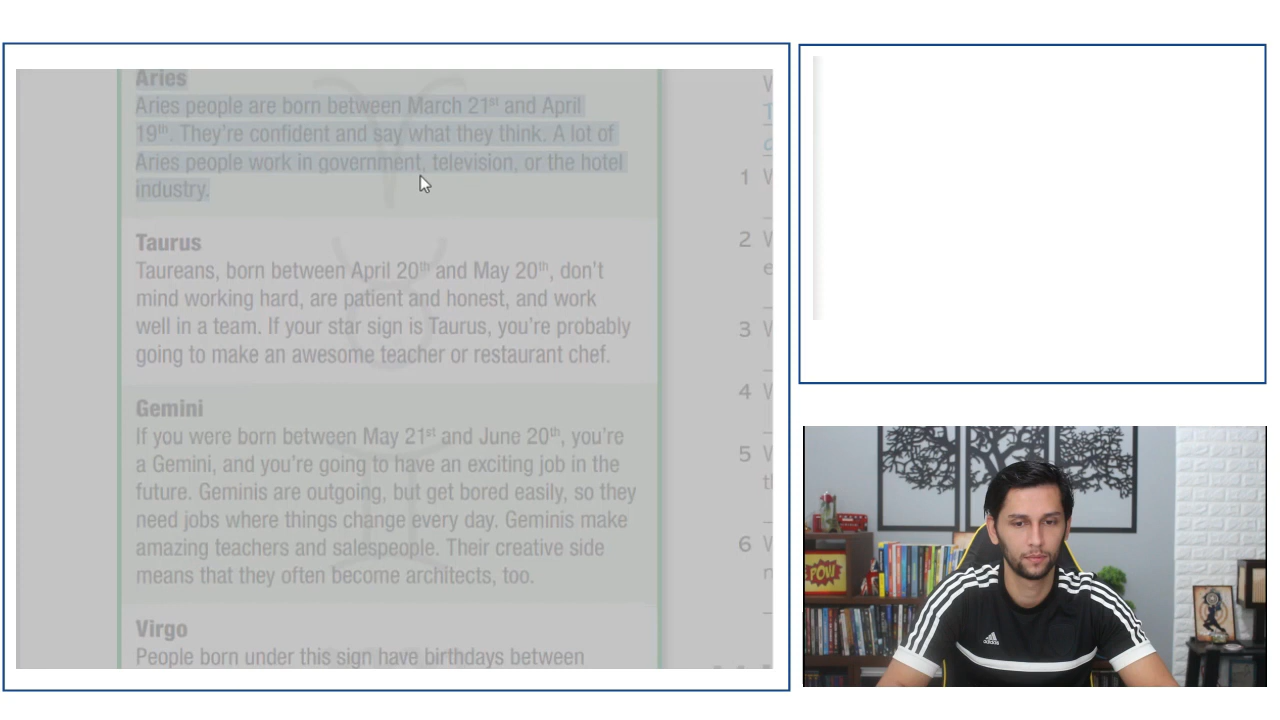 Aries
Aries people are born between March 21st and April
19th. They're confident and say what they think. A lot of
Aries people work in government, television, or the hotel
industry.
Taurus
Taureans, born between April 20th and May 20th, don't
mind working hard, are patient and honest, and work
well in a team. If your star sign is Taurus, you're probably
going to make an awesome teacher or restaurant chef.
Gemini
If you were born between May 21st and June 20th, you're
a Gemini, and you're going to have an exciting job in the
future. Geminis are outgoing, but get bored easily, so they
need jobs where things change every day. Geminis make
amazing teachers and salespeople. Their creative side
means that they often become architects, too.
Virgo
People born under this sign have birthdays between
1
2
3
4
5
6
POW!
adidas